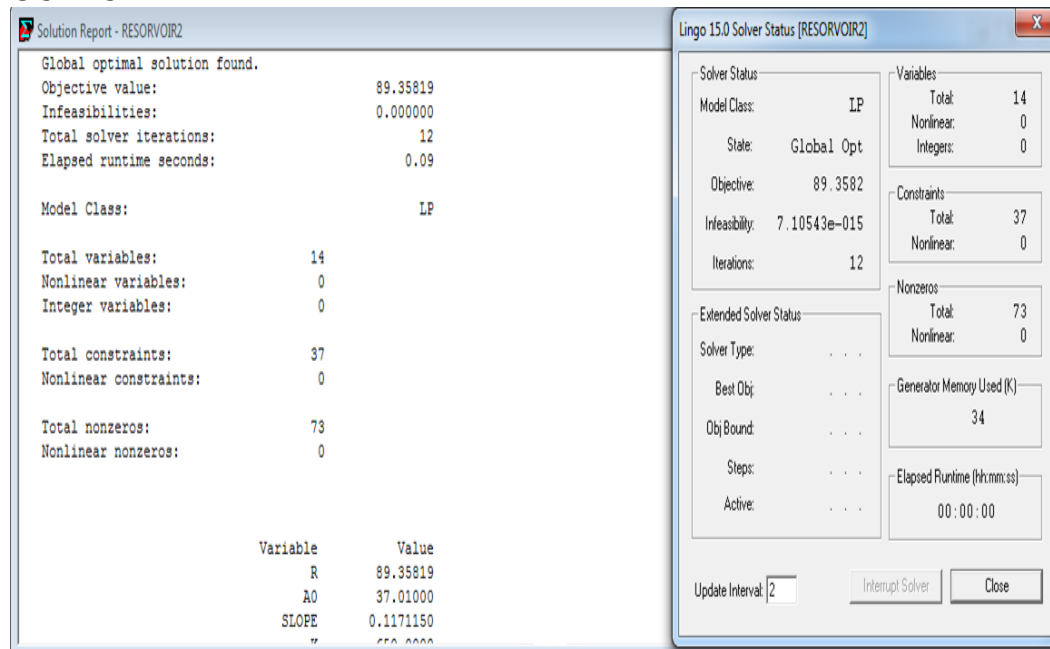 Solution Report - RESORVOIR2
Global optimal solution found.
Objective value: 89.35819
Infeasibilities: 0.000000
Total solver iterations: 12
Elapsed runtime seconds: 0.09
Model Class: LP
Total variables: 14
Nonlinear variables: 0
Integer variables: 0
Total constraints: 37
Nonlinear constraints: 0
Total nonzeros: 73
Nonlinear nonzeros: 0
Variable Value
R 89.35819
A0 37.01000
SLOPE 0.1171150
Lingo 15.0 Solver Status [RESORVOIR2]
X
Solver Status
Model Class: LP
State: Global Opt
Objective: 89.3582
Infeasibility: 7.10543e-015
Iterations: 12
Extended Solver Status
Solver Type: . . .
Best Obj: . . .
Obj Bound: . . .
Steps: . . .
Active: . . .
Variables
Total: 14
Nonlinear: 0
Integers: 0
Constraints
Total: 37
Nonlinear: 0
Nonzeros
Total: 73
Nonlinear: 0
Generator Memory Used (K)
34
Elapsed Runtime (hh:mm:ss)
00:00:00
Update Interval: 2
Interrupt Solver
Close